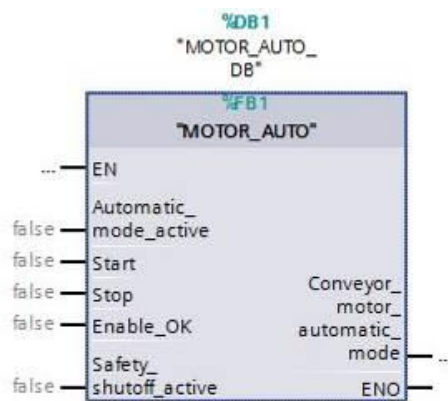 %DB1
"MOTOR_AUTO_
DB"
%FB1
"MOTOR_AUTO"
... EN
Automatic_
false mode_active
false Start
false Stop
Conveyor_
motor_
false Enable_OK
automatic_
Safety_
mode ...
false shutoff_active
ENO